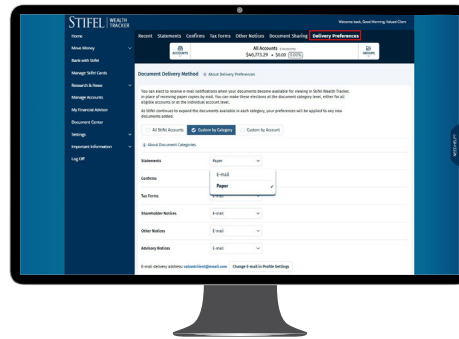 STIFEL | WEALTH TRACKER
Welcome back, Good Morning, Valued Client
Home
Move Money
Bank with Stifel
Manage Stifel Cards
Research & News
Manage Accounts
My Financial Advisor
Document Center
Settings
Important Information
Log Off
Recent Statements Confirms Tax Forms Other Notices Document Sharing Delivery Preferences
ACCOUNTS
All Accounts
$46,773.29 + $0.00 (0.00%)
GROUPS
Document Delivery Method
About Delivery Preferences
You can elect to receive e-mail notifications when your documents become available for viewing in Stifel Wealth Tracker,
in place of receiving paper copies by mail. You can make these elections at the document category level, either for all
eligible accounts or at the individual account level.
As Stifel continues to expand the documents available in each category, your preferences will be applied to any new
documents added.
All Stifel Accounts
Custom by Category
Custom by Account
About Document Categories
Statements
Paper
E-mail
Paper
Confirms
Tax Forms
E-mail
Shareholder Notices
E-mail
Other Notices
E-mail
Advisory Notices
E-mail
E-mail delivery address: valuedclient@email.com Change E-mail in Profile Settings